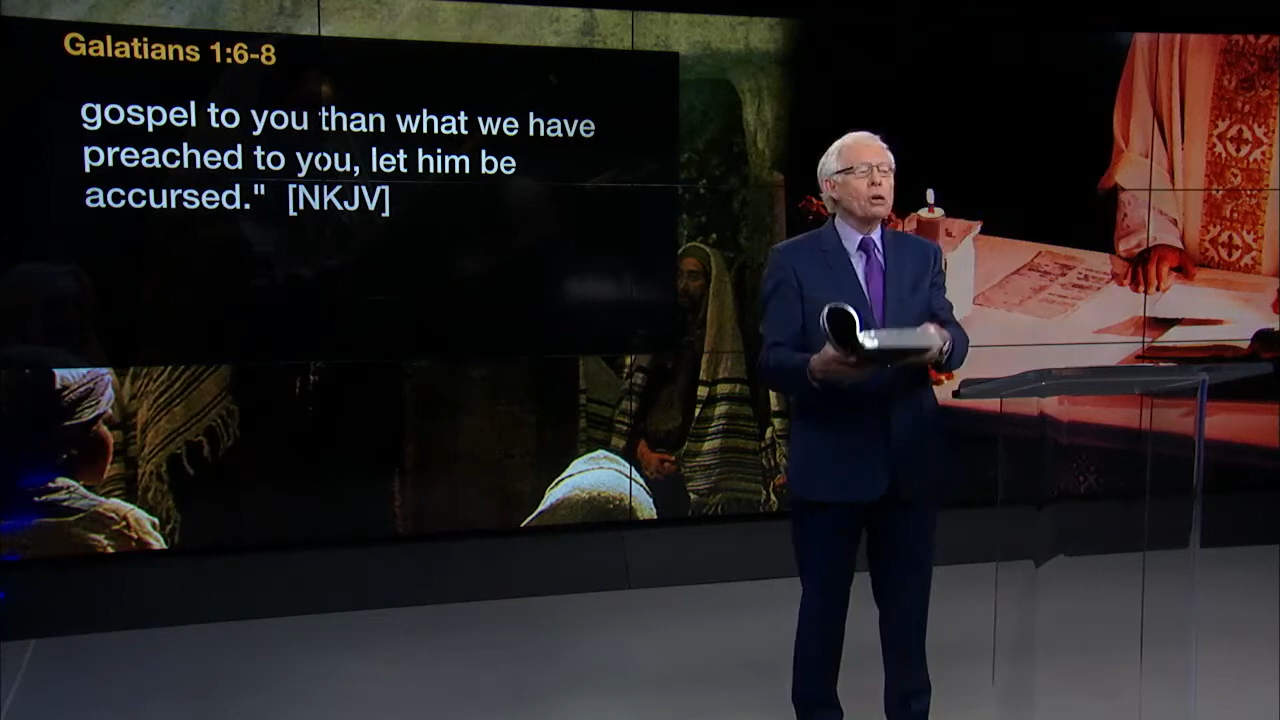 Galatians 1:6-8
gospel to you than what we have
preached to you, let him be
accursed." [NKJV]